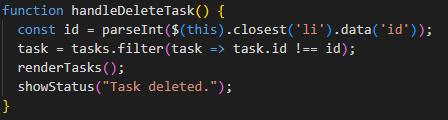 function handleDeleteTask() {
  const id = parseInt($(this).closest('li').data('id'));
  task = tasks.filter(task => task.id !== id);
  renderTasks();
  showStatus("Task deleted.");
}